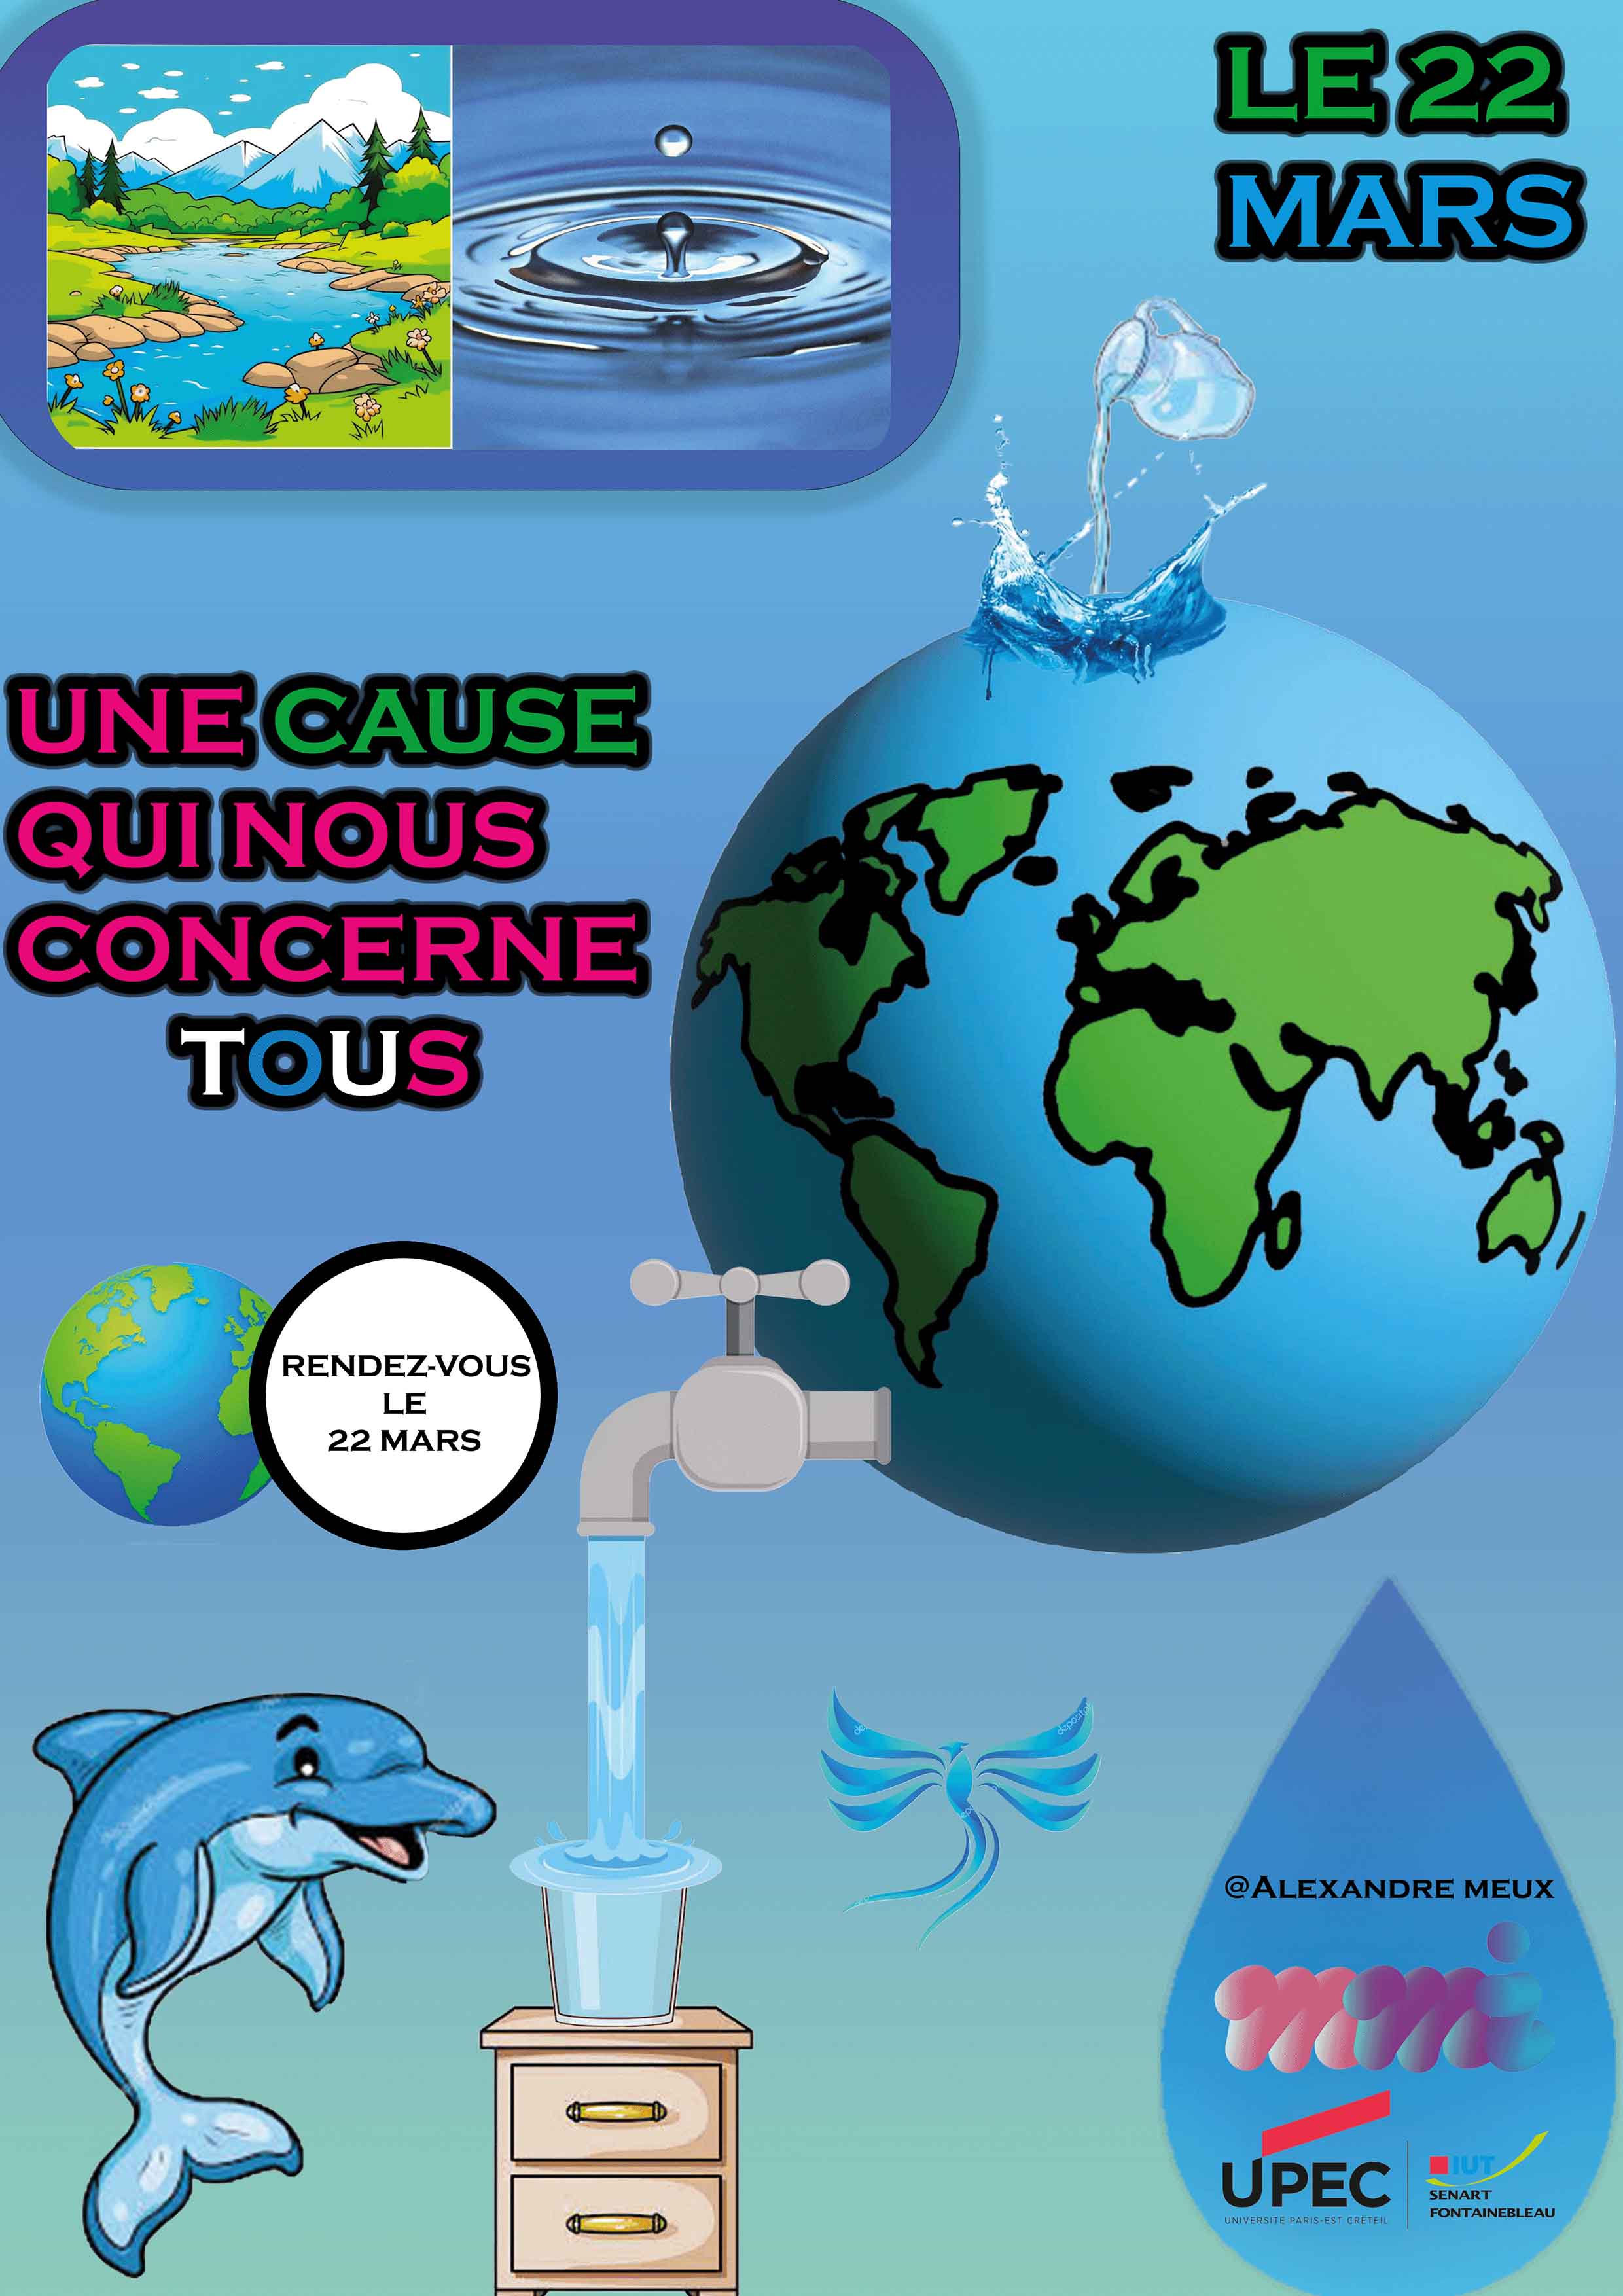 LE 22
MARS
UNE CAUSE
QUI NOUS
CONCERNE
TOUS
RENDEZ-VOUS
LE
22 MARS
@ALEXANDRE MEUX
mmi
UPEC
UNIVERSITÉ PARIS-EST CRÉTEIL
IUT
SENART
FONTAINEBLEAU